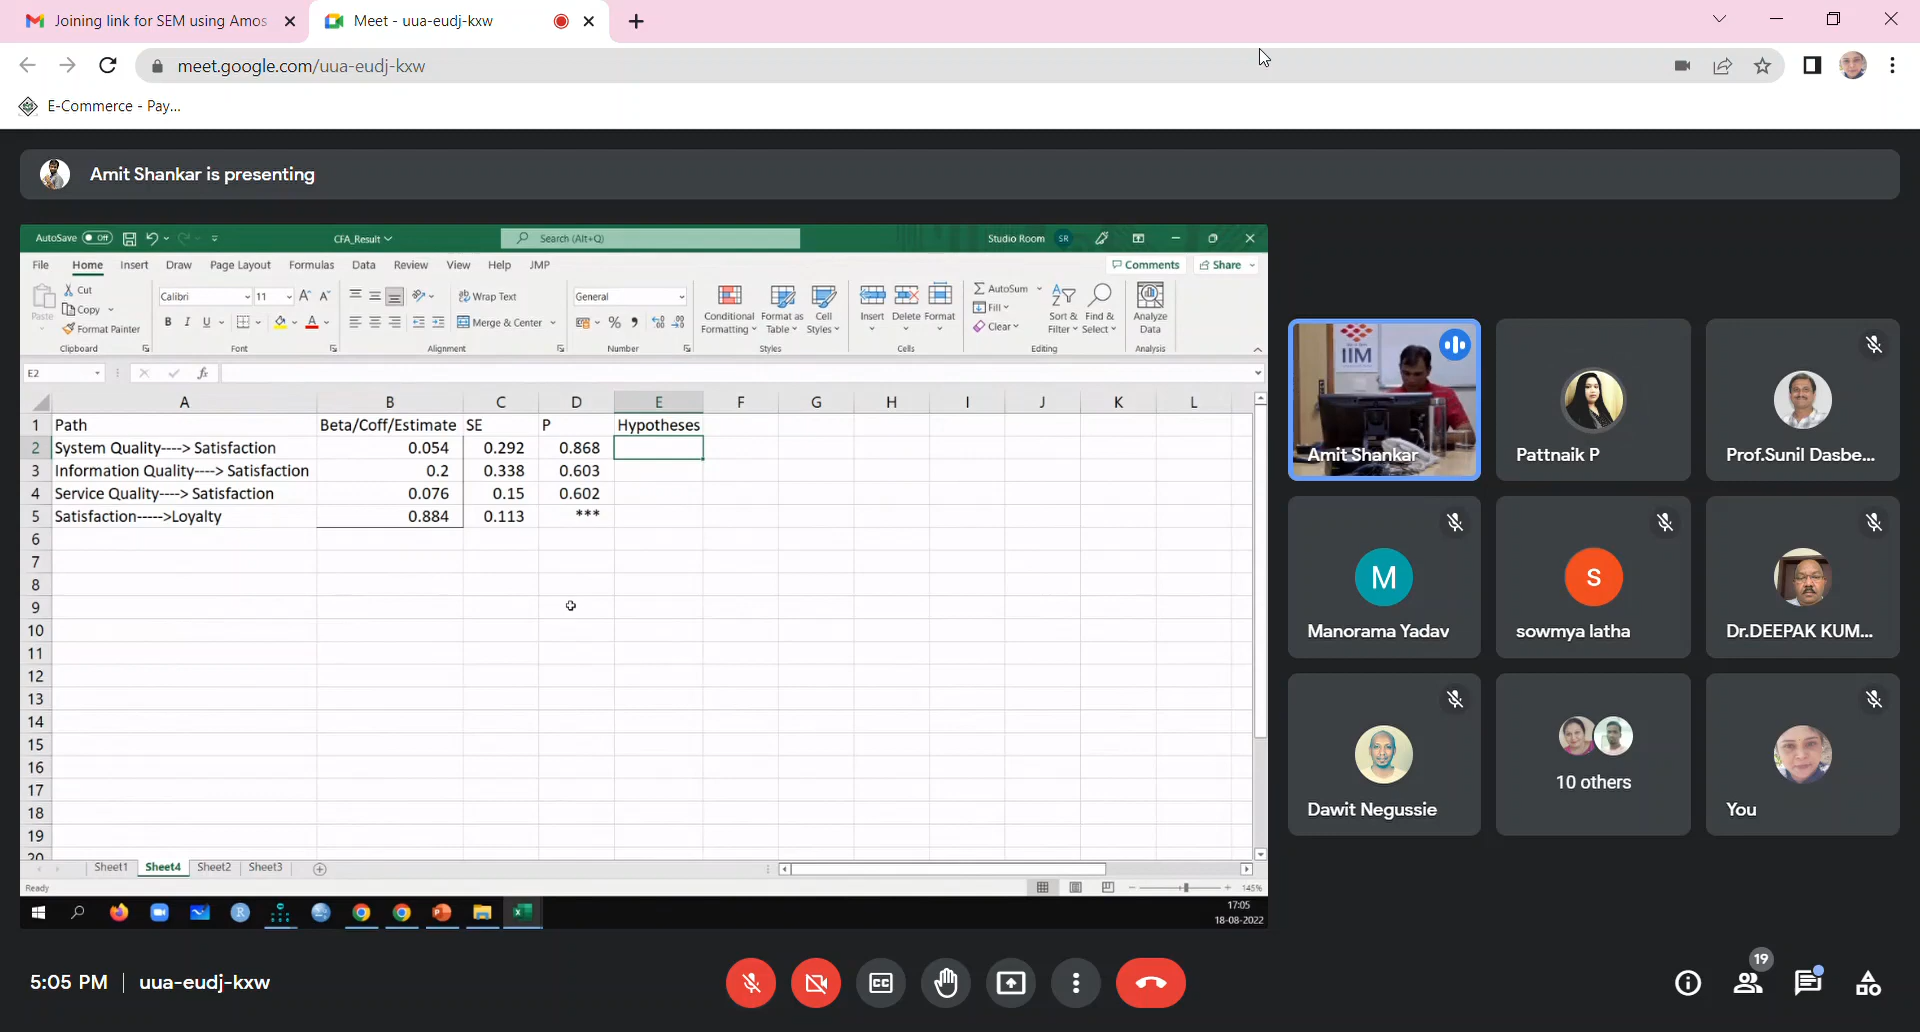 Joining link for SEM using Amos
Meet - uua-eudj-kxw
meet.google.com/uua-eudj-kxw
E-Commerce - Pay...
Amit Shankar is presenting
AutoSave Off
CFA_Result
Search (Alt+Q)
Studio Room SR
File Home Insert Draw Page Layout Formulas Data Review View Help JMP
Comments Share
Paste
Cut
Copy
Format Painter
Clipboard
Calibri 11
B I U
Font
Wrap Text
Merge & Center
Alignment
General
Number
Conditional Formatting
Format as Table
Cell Styles
Styles
Insert Delete Format
Cells
AutoSum
Fill
Clear
Sort & Filter
Find & Select
Editing
Analyze Data
Analysis
E2
fx
A B C D E F G H I J K L
1 Path Beta/Coff/Estimate SE P Hypotheses
2 System Quality----> Satisfaction 0.054 0.292 0.868
3 Information Quality----> Satisfaction 0.2 0.338 0.603
4 Service Quality----> Satisfaction 0.076 0.15 0.602
5 Satisfaction----->Loyalty 0.884 0.113 ***
6
7
8
9
10
11
12
13
14
15
16
17
18
19
20
Sheet1 Sheet4 Sheet2 Sheet3
Ready
145%
17:05
18-08-2022
IIM
Amit Shankar
Pattnaik P
Prof.Sunil Dasbe...
M
Manorama Yadav
s
sowmya latha
Dr.DEEPAK KUM...
Dawit Negussie
10 others
You
5:05 PM
uua-eudj-kxw
19